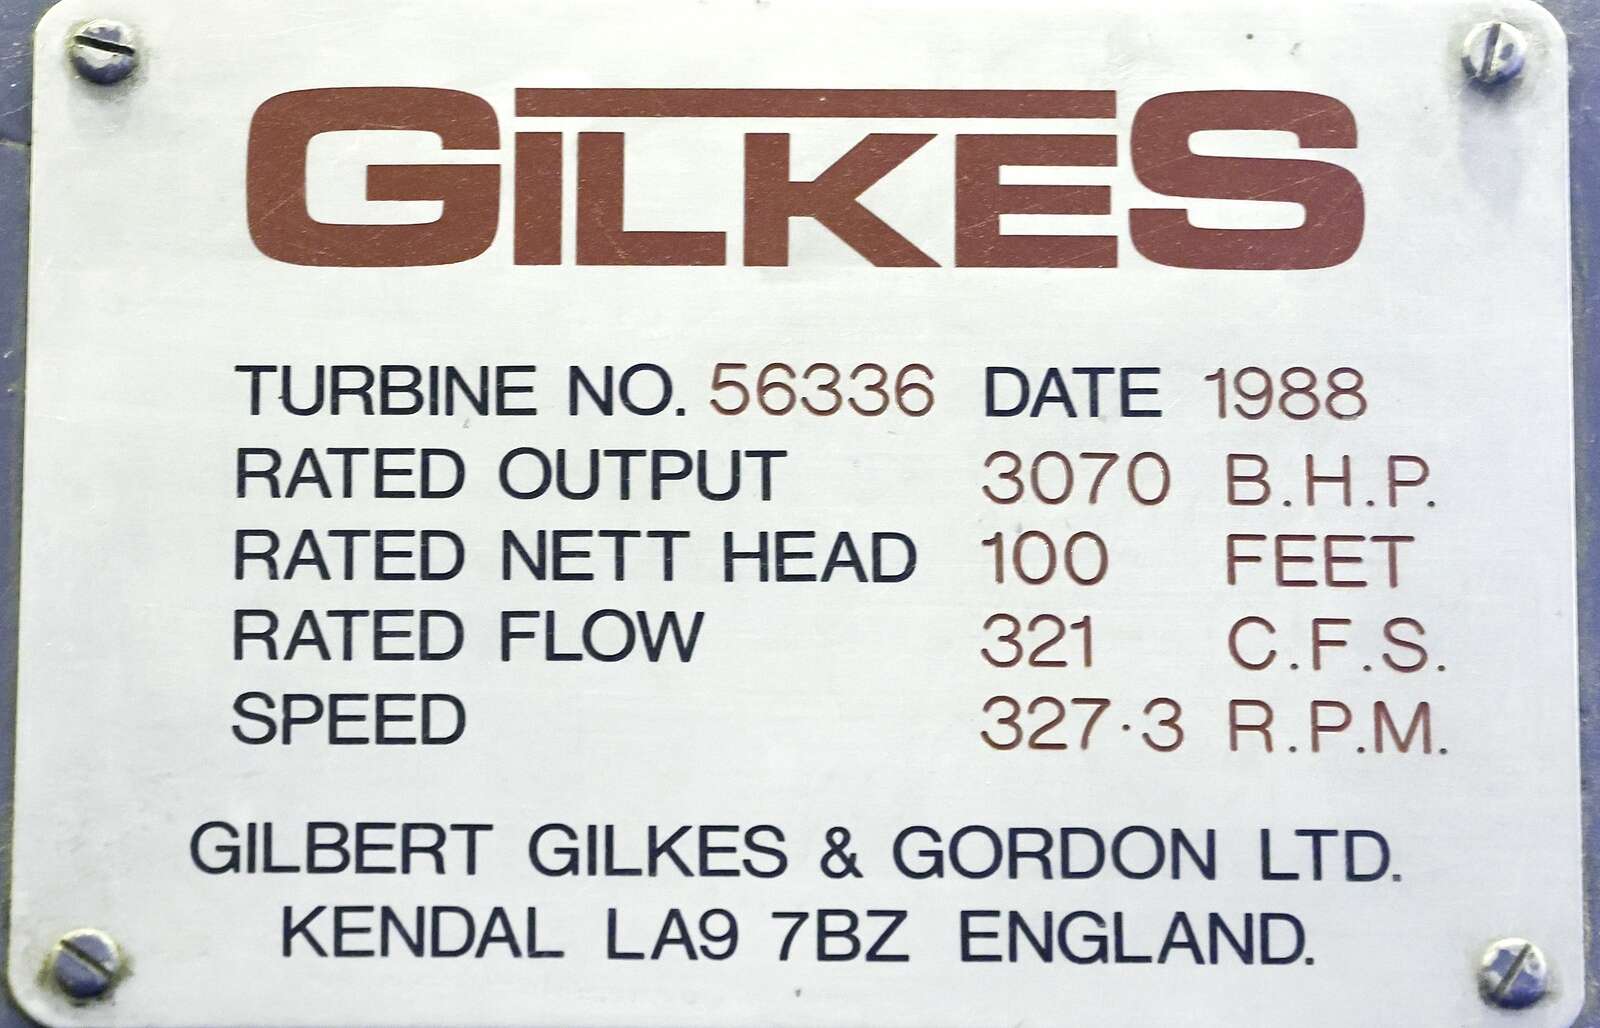 GILKES
TURBINE NO. 56336 DATE 1988
RATED OUTPUT 3070 B.H.P.
RATED NETT HEAD 100 FEET
RATED FLOW 321 C.F.S.
SPEED 327·3 R.P.M.
GILBERT GILKES & GORDON LTD.
KENDAL LA9 7BZ ENGLAND.